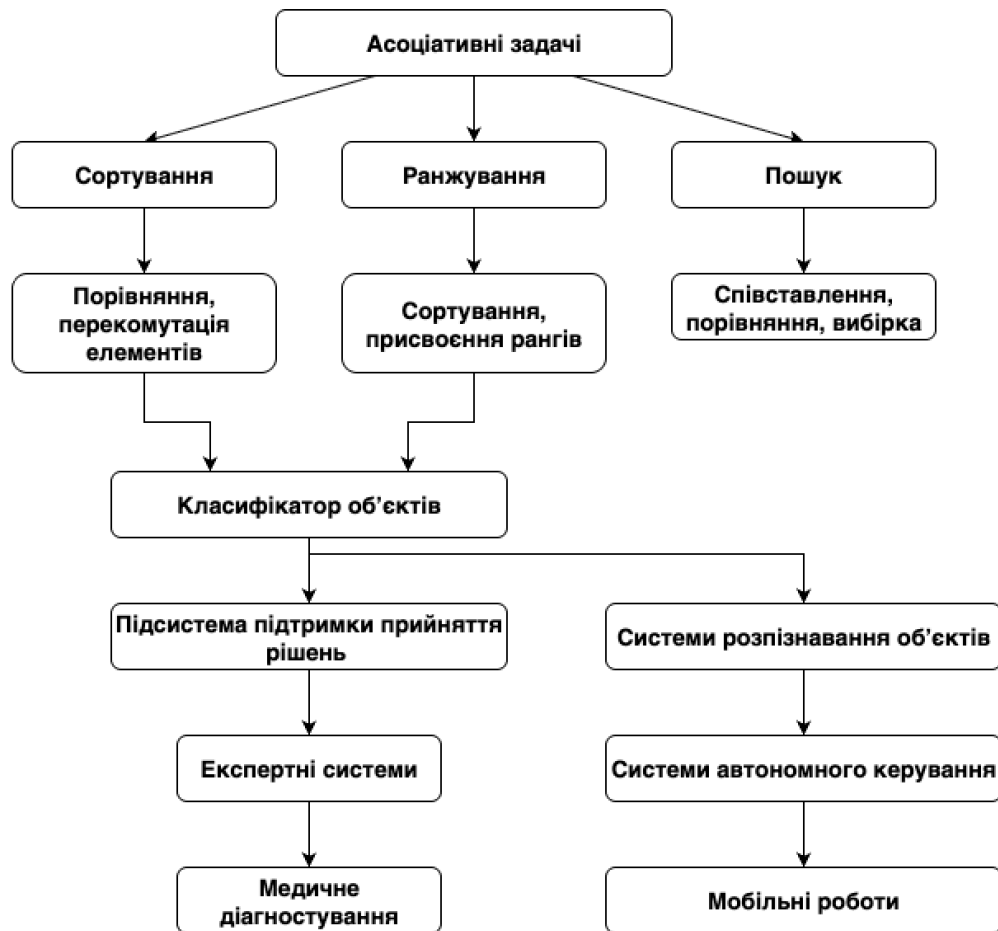 Асоціативні задачі
Сортування
Ранжування
Пошук
Порівняння,
перекомутація
елементів
Сортування,
присвоєння рангів
Співставлення,
порівняння, вибірка
Класифікатор об’єктів
Підсистема підтримки прийняття
рішень
Системи розпізнавання об’єктів
Експертні системи
Системи автономного керування
Медичне
діагностування
Мобільні роботи